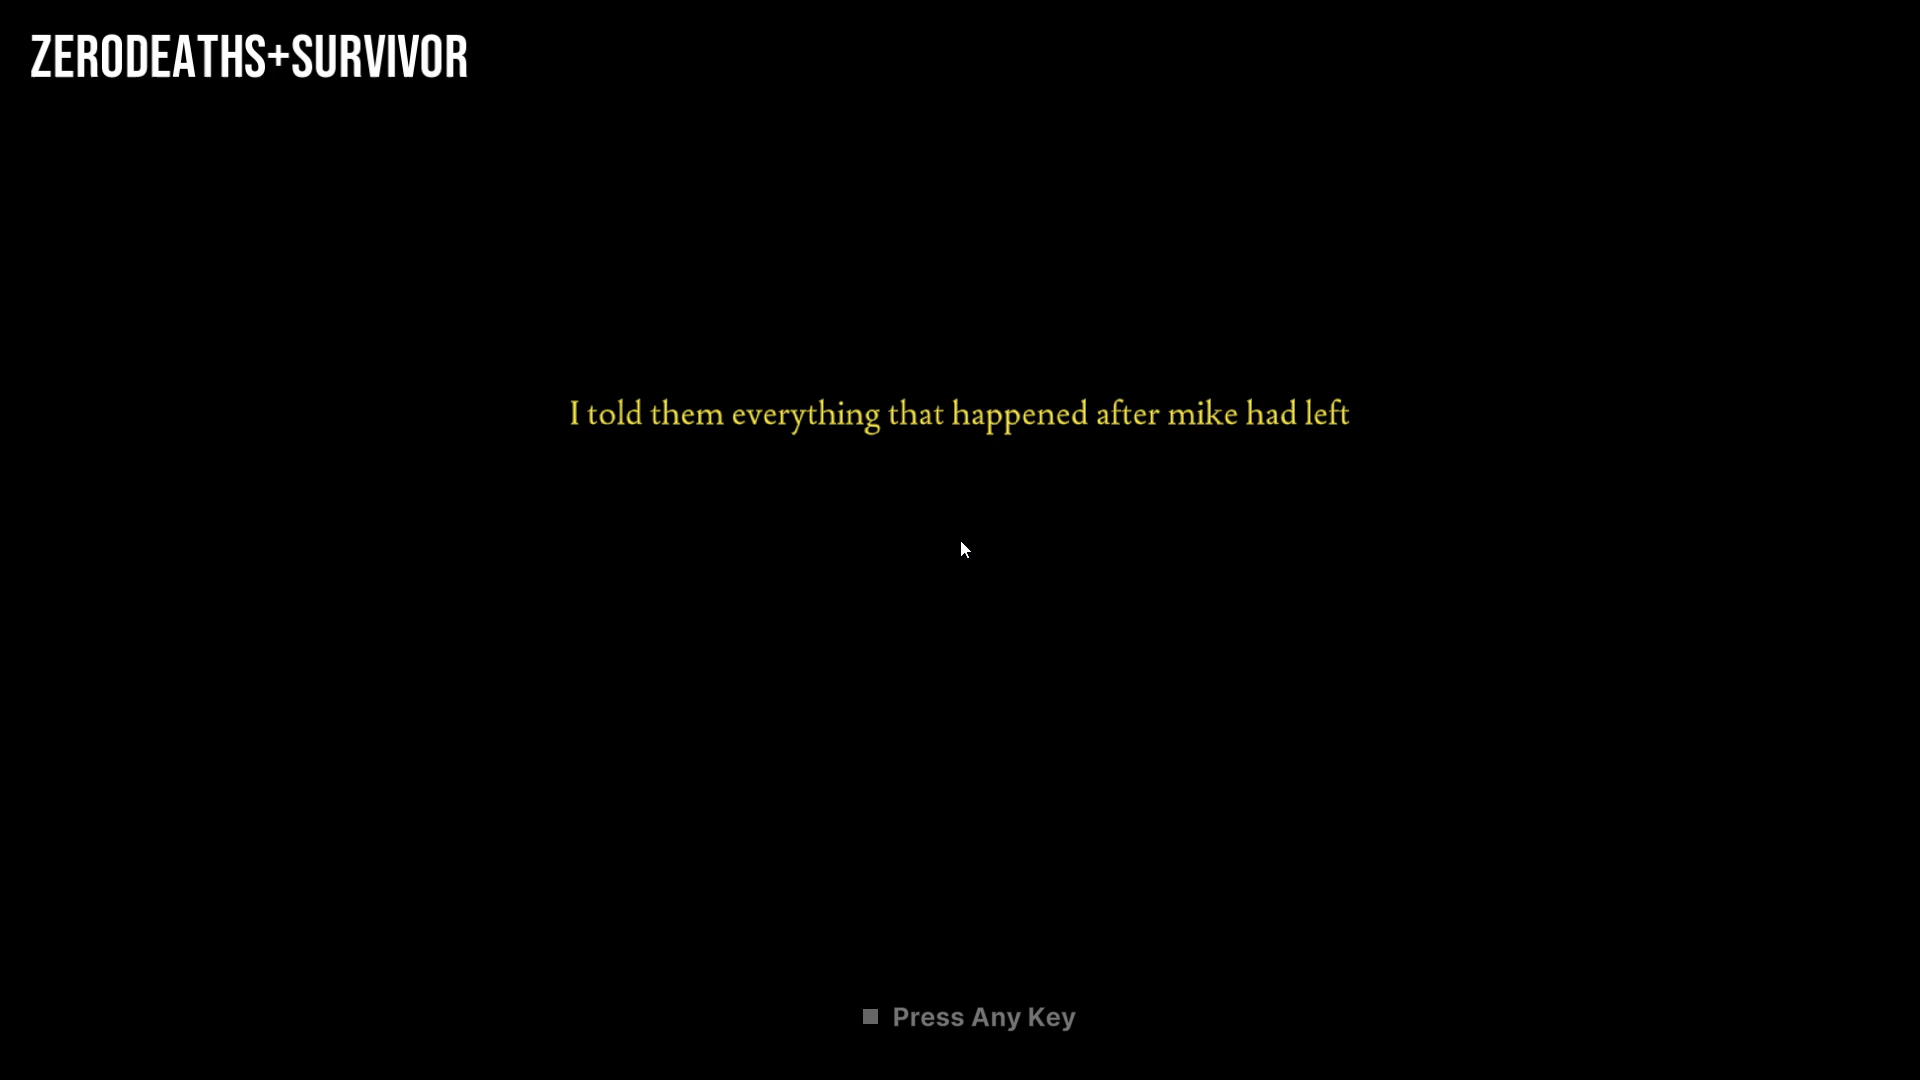 ZERODEATHS+SURVIVOR
I told them everything that happened after mike had left
Press Any Key